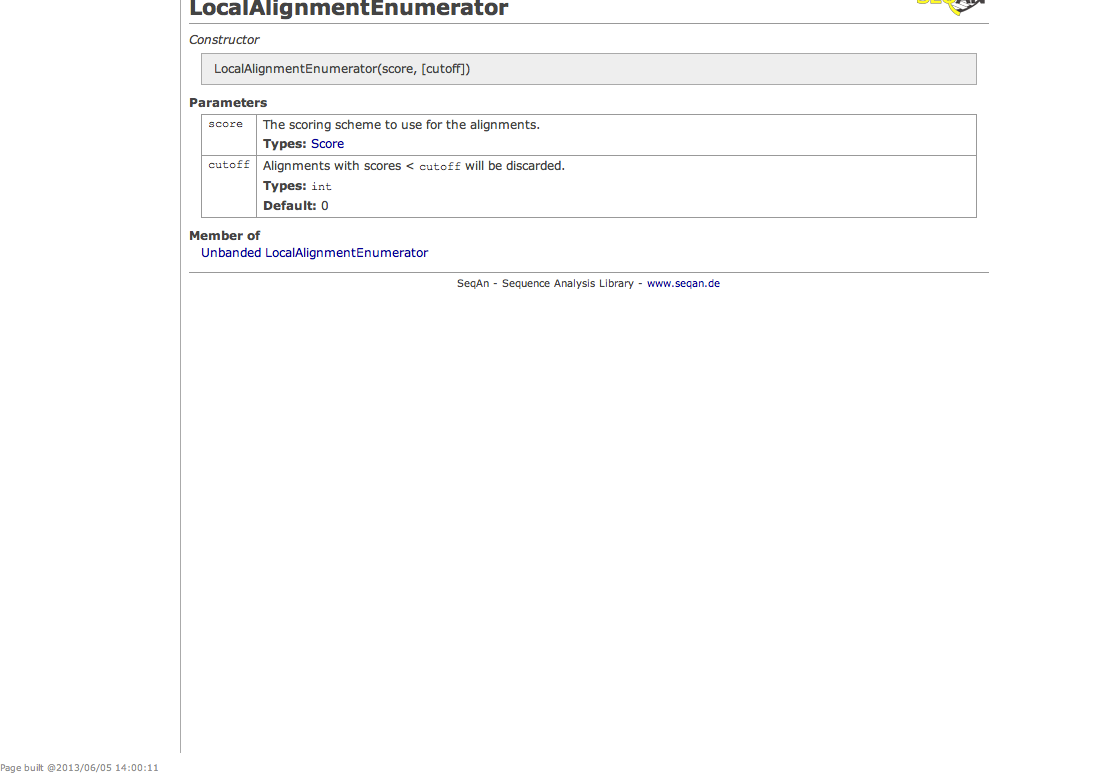 LocalAlignmentEnumerator
SEQAN
Constructor
LocalAlignmentEnumerator(score, [cutoff])
Parameters
score The scoring scheme to use for the alignments.
Types: Score
cutoff Alignments with scores < cutoff will be discarded.
Types: int
Default: 0
Member of
Unbanded LocalAlignmentEnumerator
SeqAn - Sequence Analysis Library - www.seqan.de
Page built @2013/06/05 14:00:11